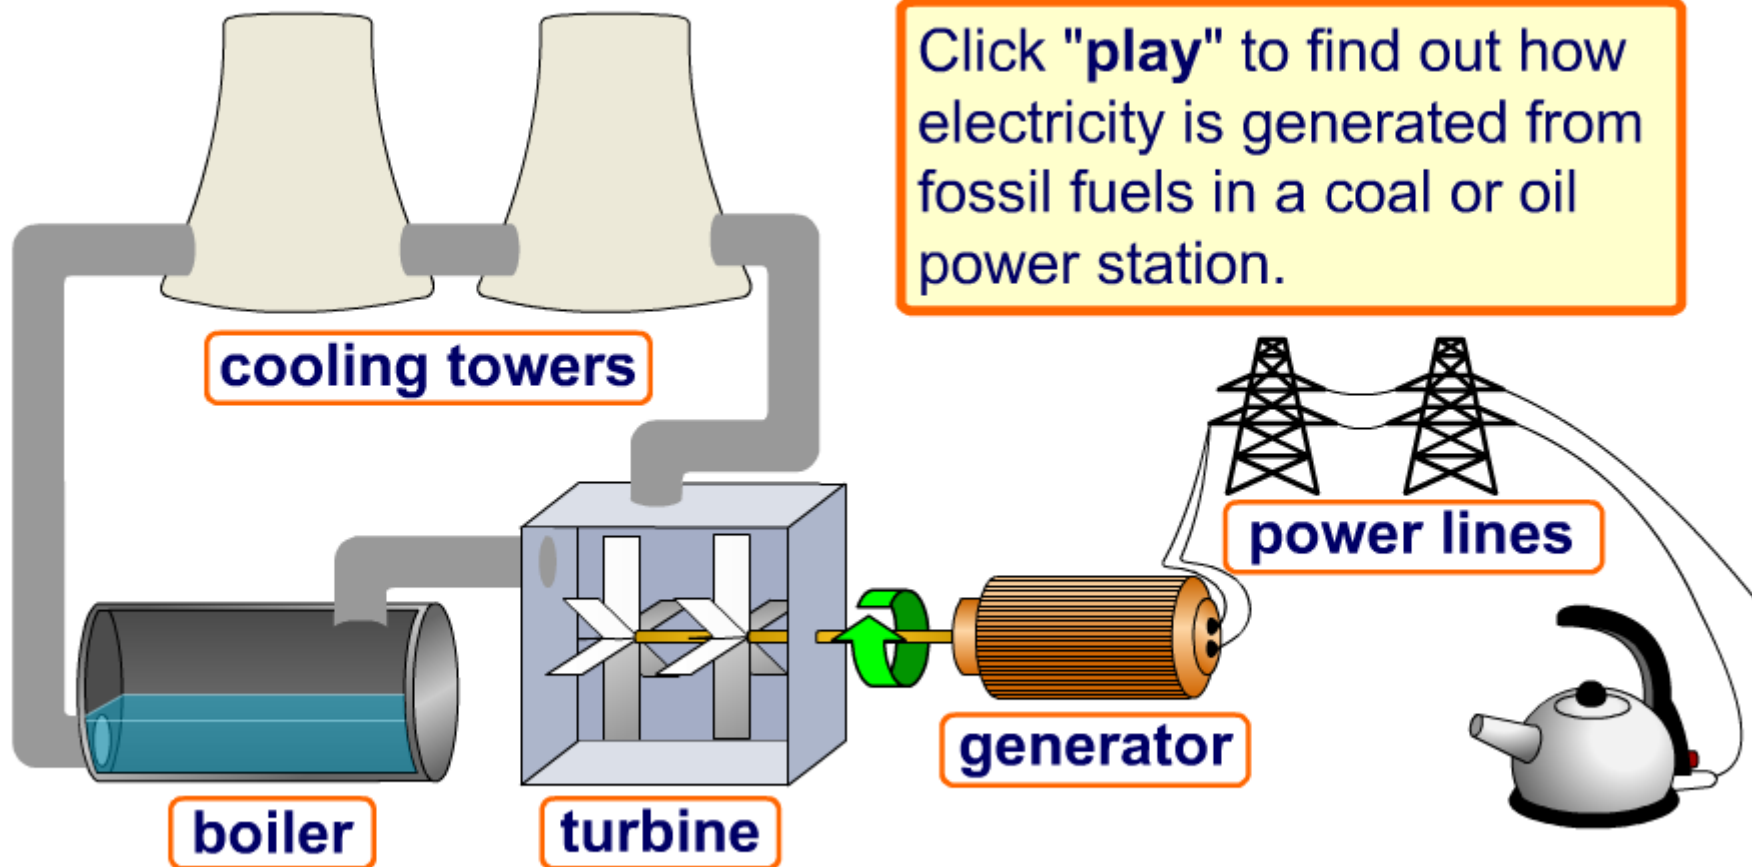 Click "play" to find out how
electricity is generated from
fossil fuels in a coal or oil
power station.
cooling towers
power lines
generator
boiler
turbine